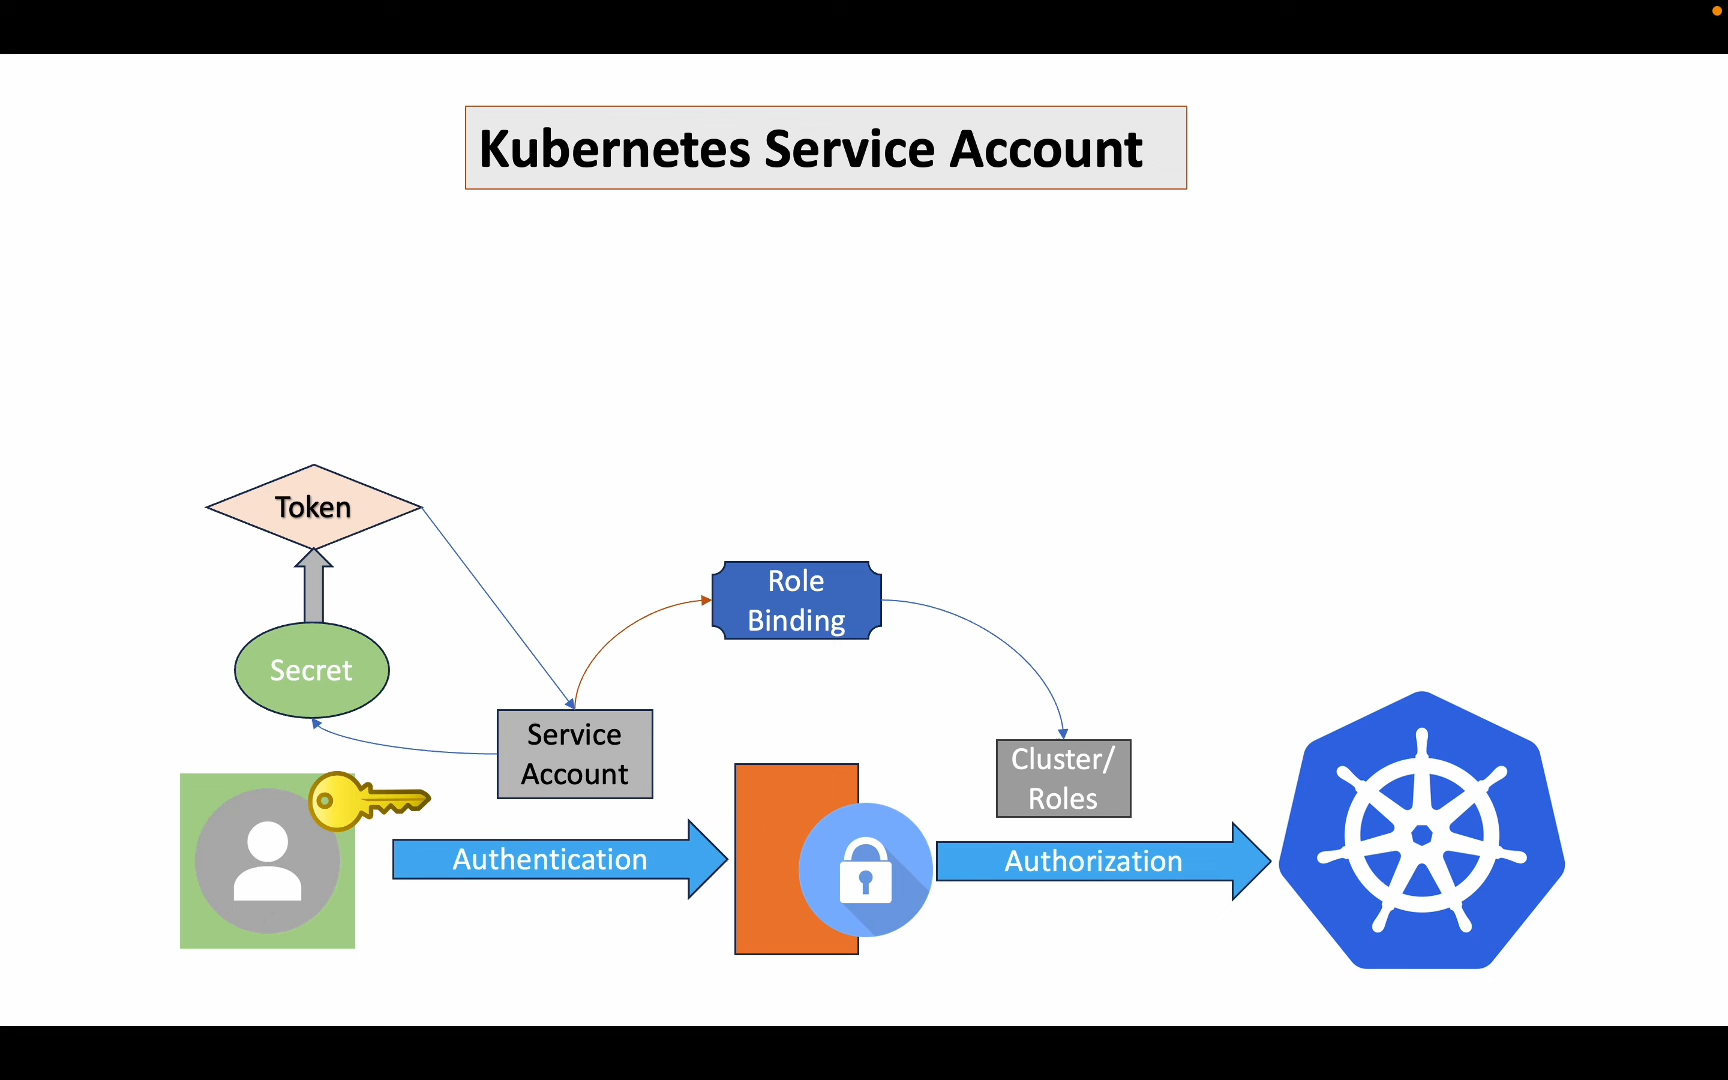 Kubernetes Service Account
Token
Role
Binding
Secret
Service
Account
Cluster/
Roles
Authentication
Authorization